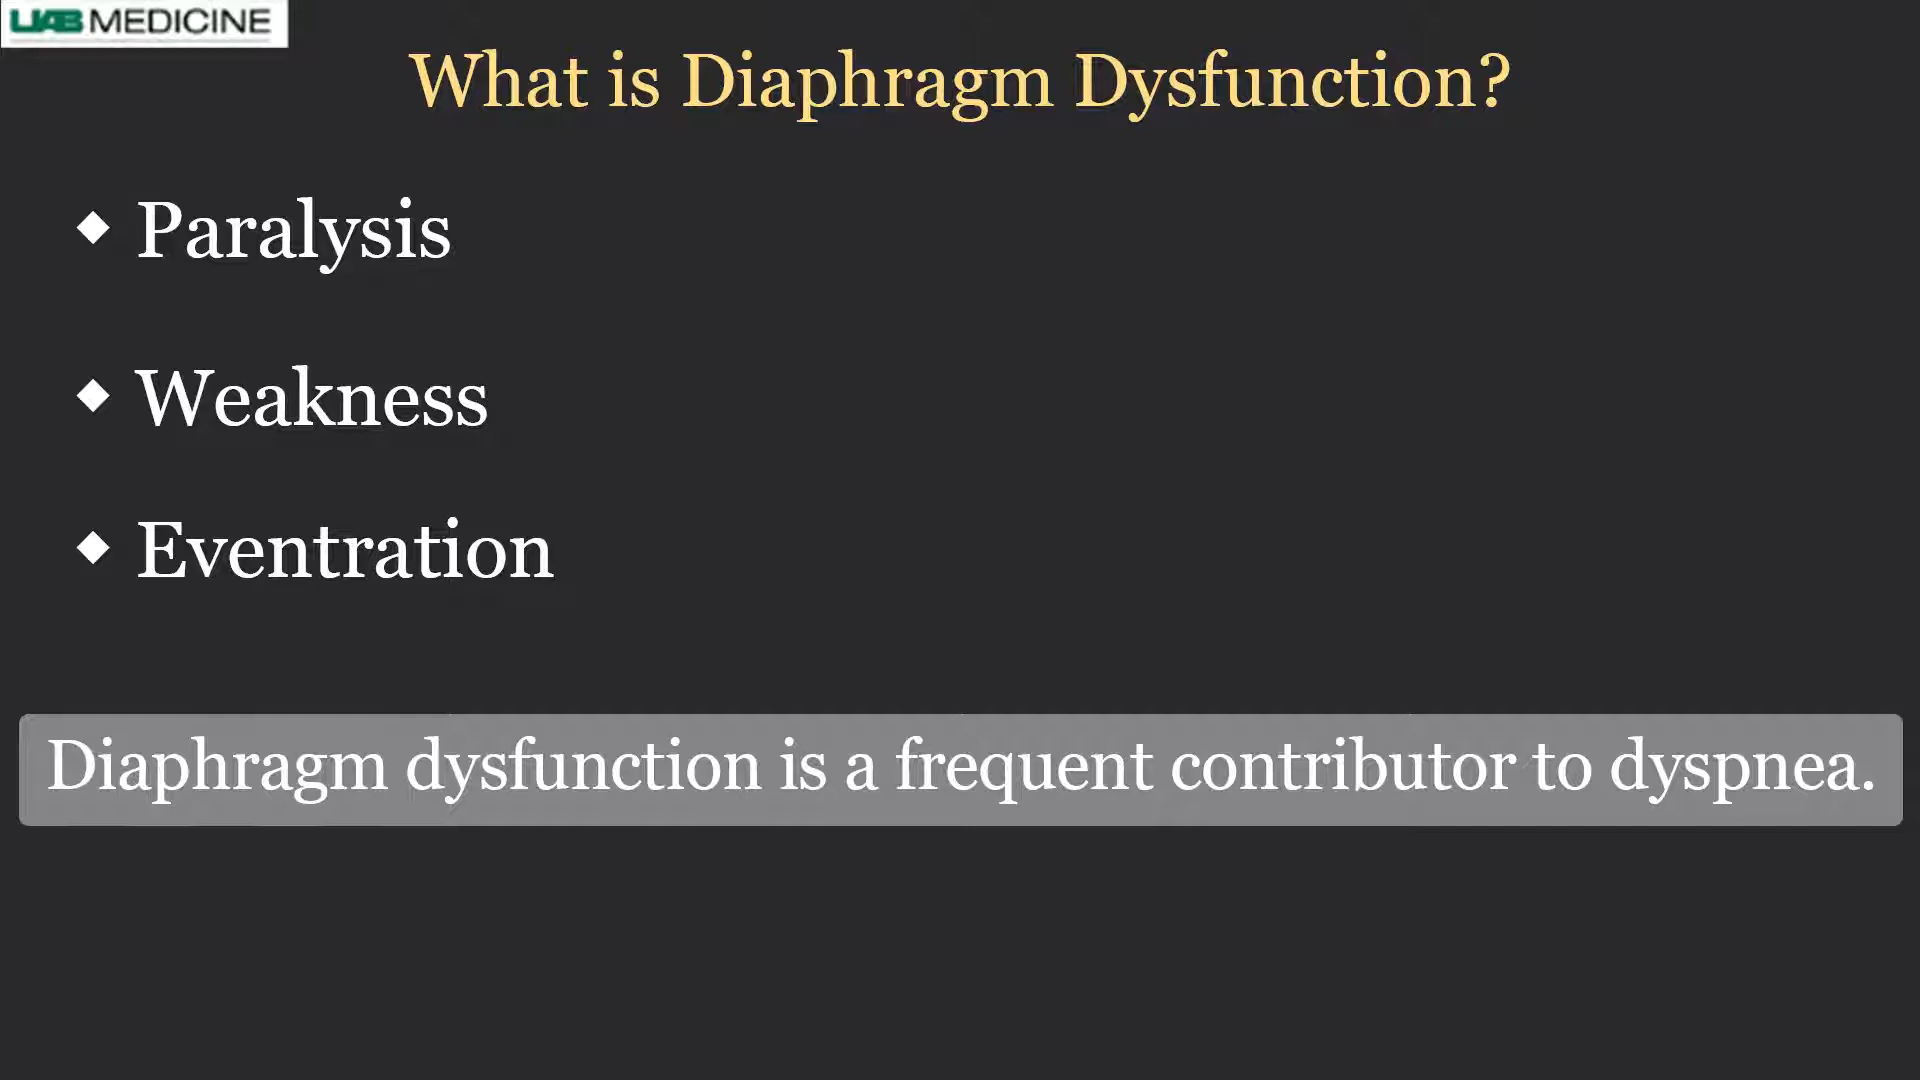 UAB MEDICINE
What is Diaphragm Dysfunction?
Paralysis
Weakness
Eventration
Diaphragm dysfunction is a frequent contributor to dyspnea.